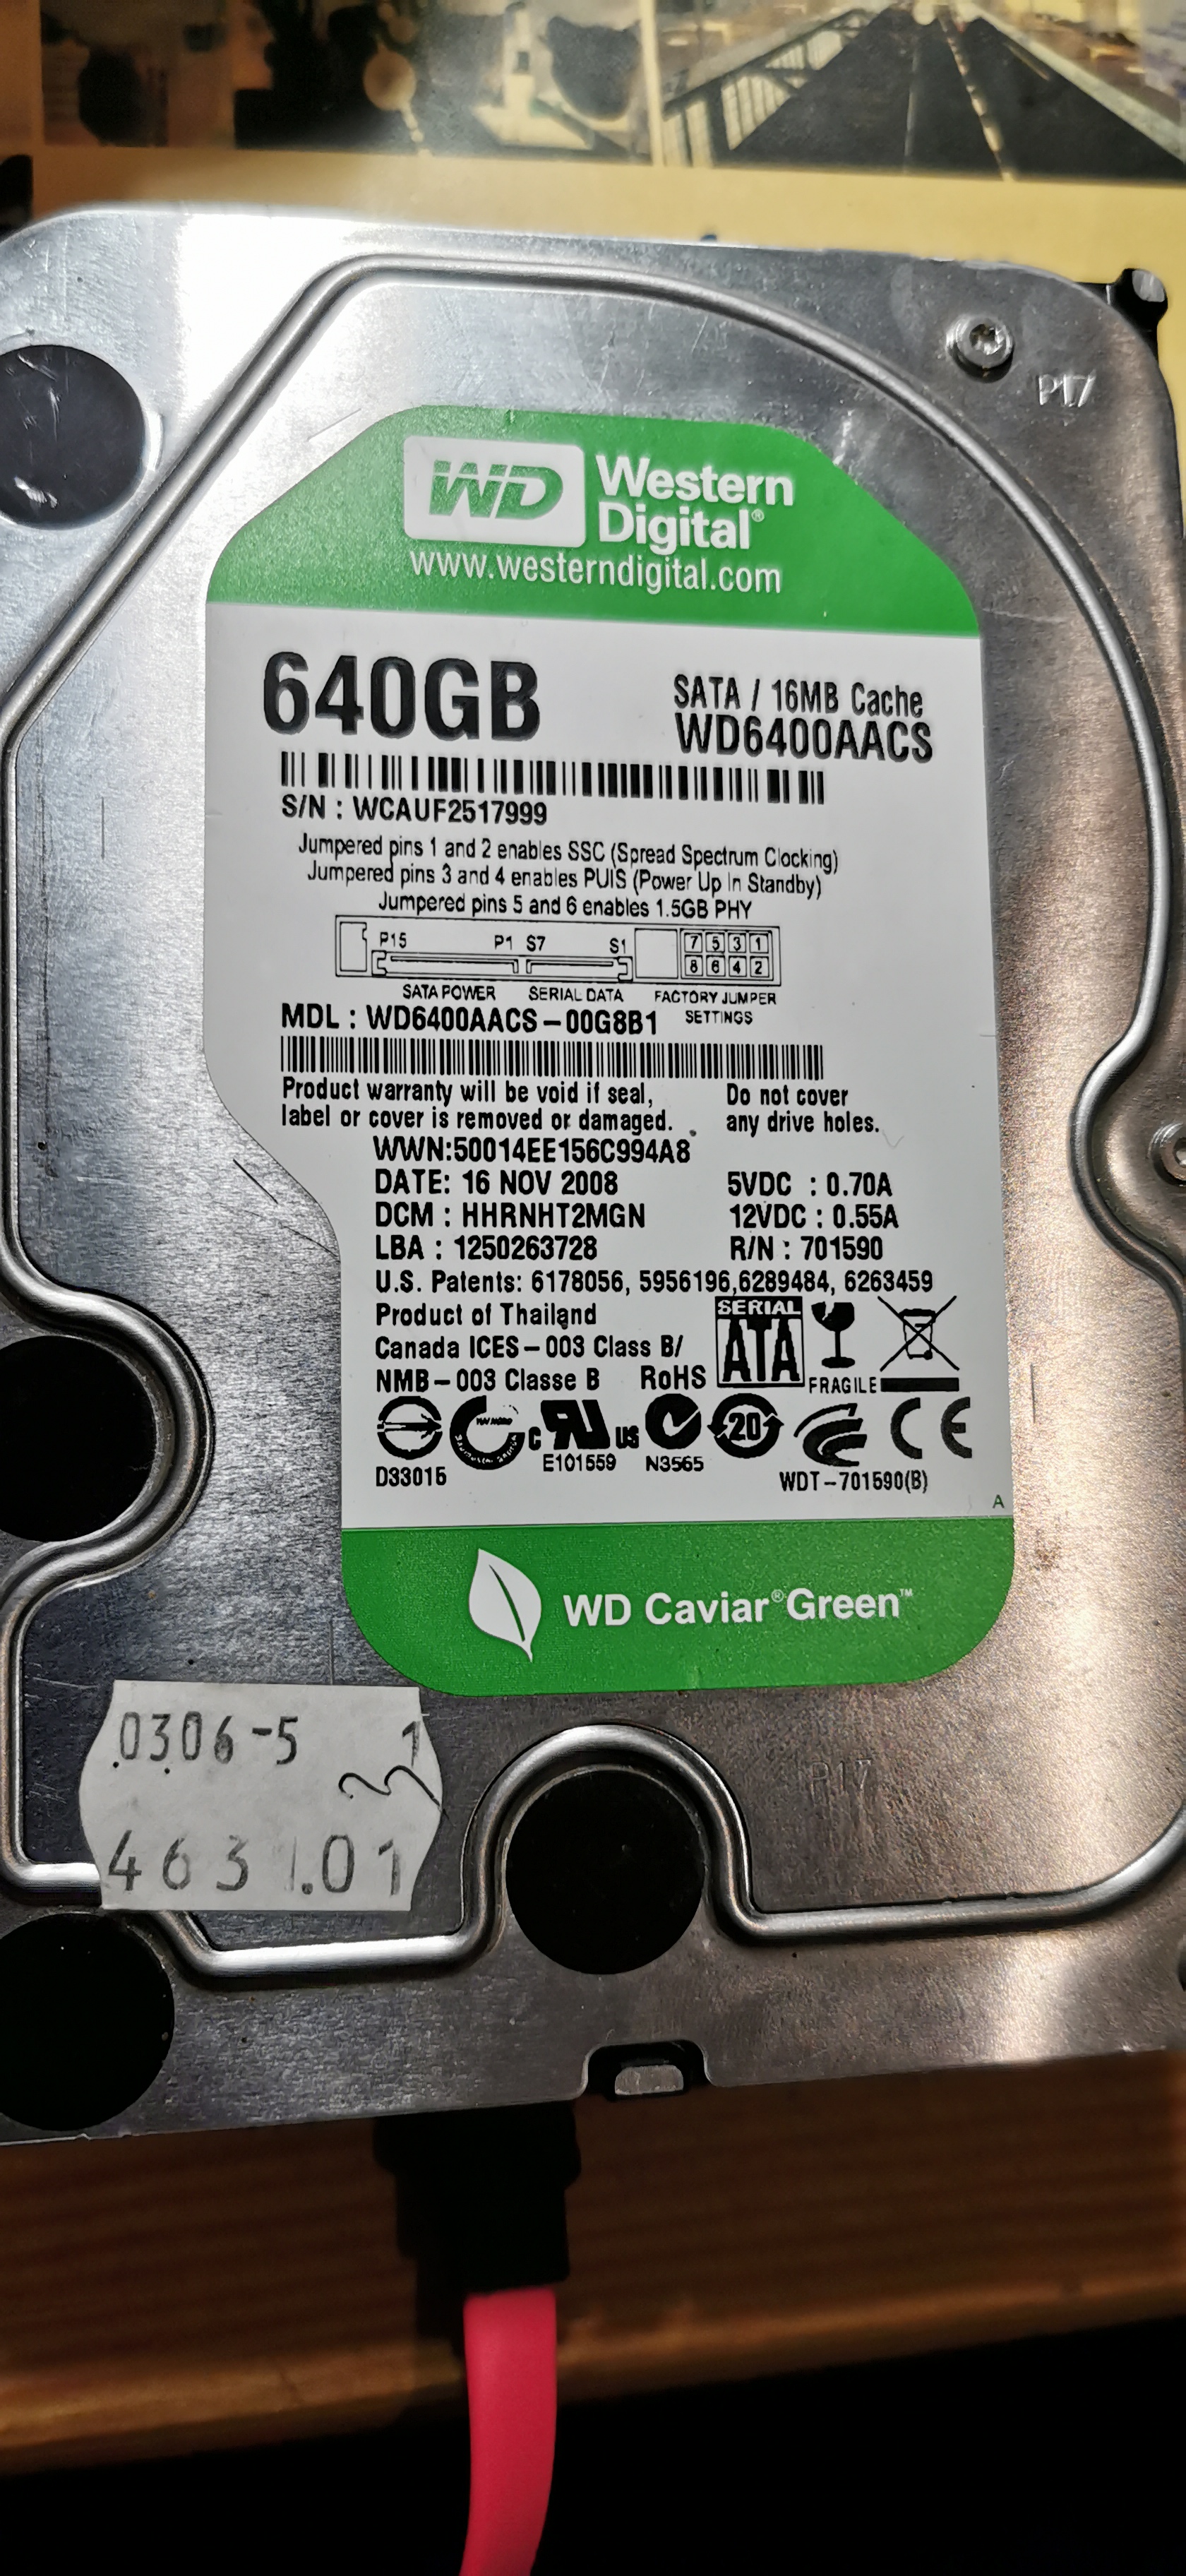 P17
WD Western
Digital®
www.westerndigital.com
640GB
SATA / 16MB Cache
WD6400AACS
S/N : WCAUF2517999
Jumpered pins 1 and 2 enables SSC (Spread Spectrum Clocking)
Jumpered pins 3 and 4 enables PUIS (Power Up In Standby)
Jumpered pins 5 and 6 enables 1.5GB PHY
P15 P1 S7 S1 7 5 3 1
8 6 4 2
SATA POWER SERIAL DATA FACTORY JUMPER
SETTINGS
MDL : WD6400AACS-00G8B1
Product warranty will be void if seal,
label or cover is removed or damaged.
Do not cover
any drive holes.
WWN:50014EE156C994A8
DATE: 16 NOV 2008 5VDC : 0.70A
DCM : HHRNHT2MGN 12VDC : 0.55A
LBA : 1250263728 R/N : 701590
U.S. Patents: 6178056, 5956196,6289484, 6263459
Product of Thailand
Canada ICES-003 Class B/
NMB-003 Classe B RoHS
SERIAL
ATA
FRAGILE
C US 20 CE
D33015 E101559 N3565
WDT-701590(B)
A
WD Caviar® Green™
0306-5 1
463 1.01
P17